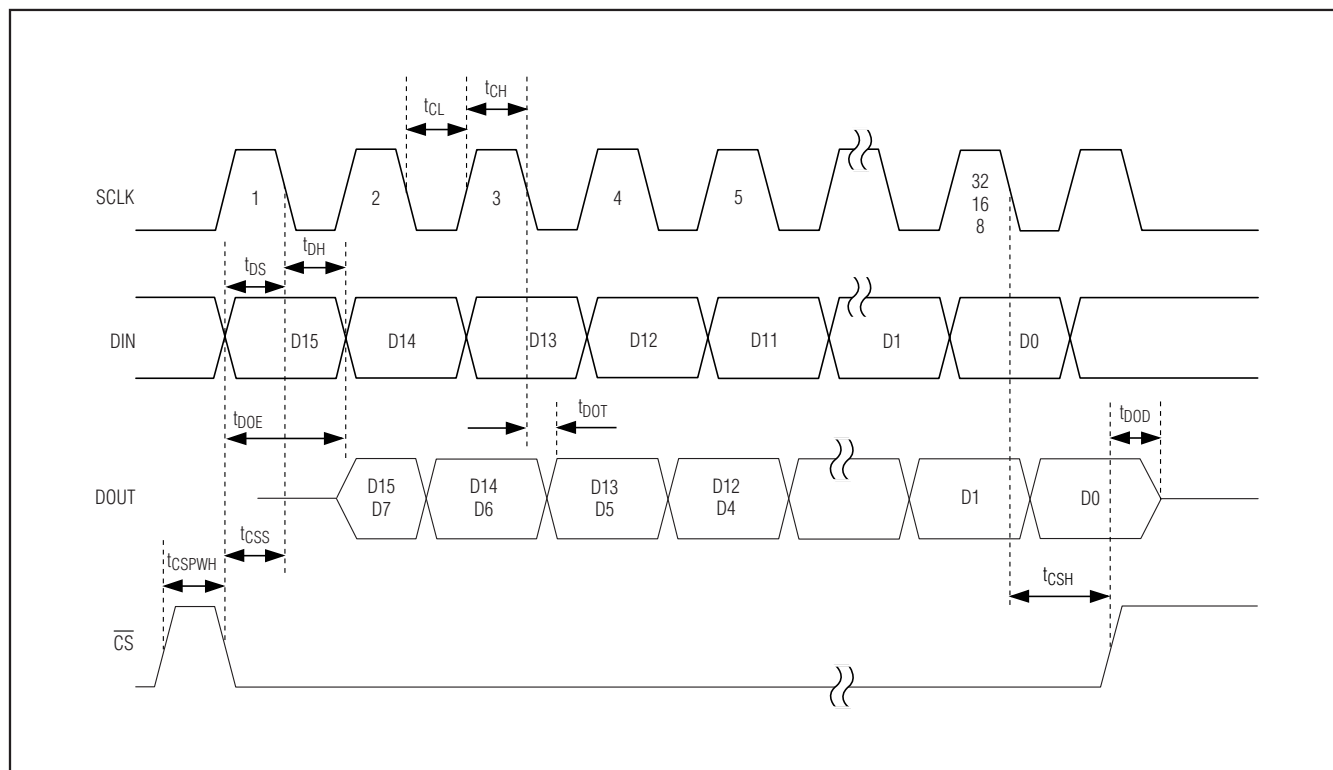 tCL
tCH
SCLK
1
2
3
4
5
32
16
8
tDS
tDH
DIN
D15
D14
D13
D12
D11
D1
D0
tDOE
tDOT
tDOD
DOUT
D15
D7
D14
D6
D13
D5
D12
D4
D1
D0
tCSPWH
tCSS
tCSH
C̅S̅